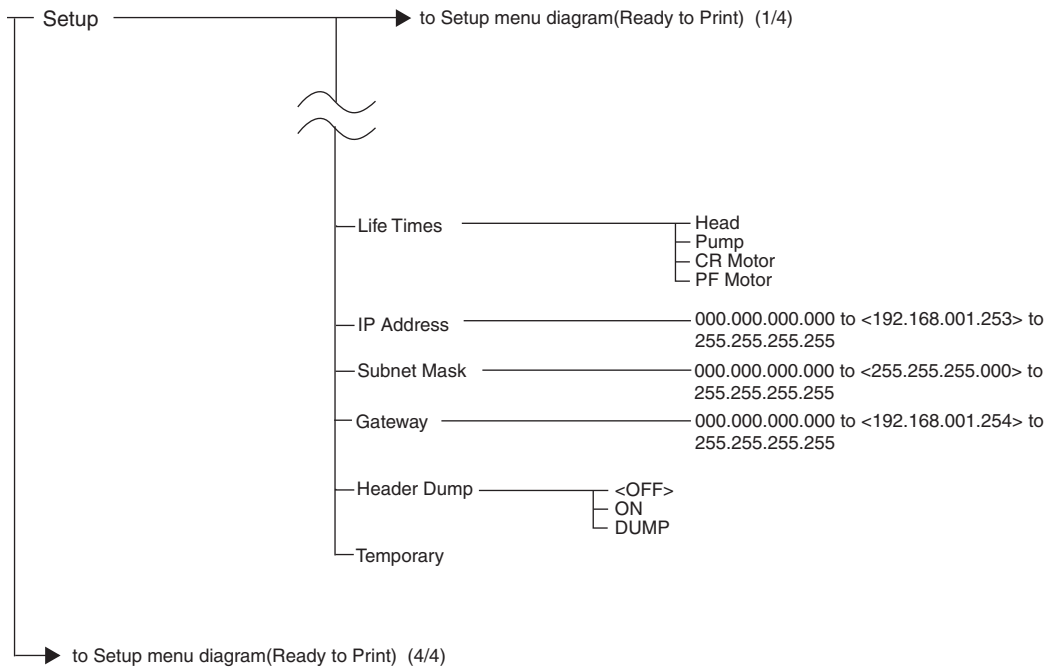 Setup
to Setup menu diagram(Ready to Print) (1/4)
Life Times
Head
Pump
CR Motor
PF Motor
IP Address
000.000.000.000 to <192.168.001.253> to
255.255.255.255
Subnet Mask
000.000.000.000 to <255.255.255.000> to
255.255.255.255
Gateway
000.000.000.000 to <192.168.001.254> to
255.255.255.255
Header Dump
<OFF>
ON
DUMP
Temporary
to Setup menu diagram(Ready to Print) (4/4)